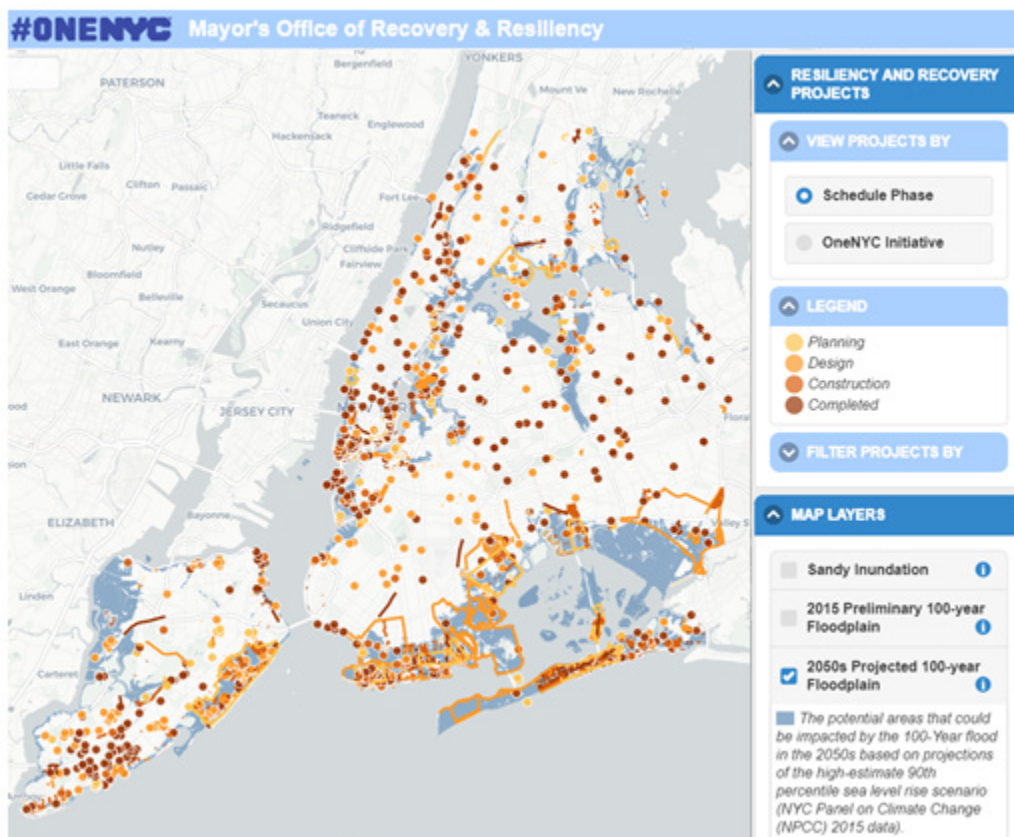 #ONENYC Mayor's Office of Recovery & Resiliency
YONKERS
Bergenfield
PATERSON
Mount Ve
New Rochelle
Teaneck
Englewood
Hackensack
Little Falls
Clifton
Passaic
Cedar Grove
Fort Lee
Ridgefield
Nutley
Cliffside Park
Fairview
Bloomfield
West Orange
Belleville
Secaucus
Union City
East Orange
Kearny
NEWARK
JERSEY CITY
Floral
ELIZABETH
Bayonne
Valley S
Linden
Carteret
RESILIENCY AND RECOVERY
PROJECTS
VIEW PROJECTS BY
Schedule Phase
OneNYC Initiative
LEGEND
Planning
Design
Construction
Completed
FILTER PROJECTS BY
MAP LAYERS
Sandy Inundation
2015 Preliminary 100-year
Floodplain
2050s Projected 100-year
Floodplain
The potential areas that could
be impacted by the 100-Year flood
in the 2050s based on projections
of the high-estimate 90th
percentile sea level rise scenario
(NYC Panel on Climate Change
(NPCC) 2015 data).